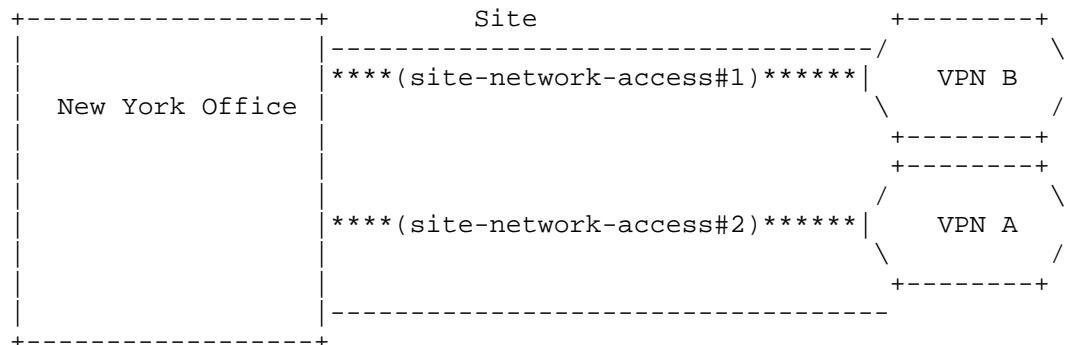 +------------------+         Site                      +--------+
|                  |----------------------------------/          \
|                  |****(site-network-access#1)******|   VPN B    |
| New York Office  |                                  \          /
|                  |                                   +--------+
|                  |                                   +--------+
|                  |                                  /          \
|                  |****(site-network-access#2)******|   VPN A    |
|                  |                                  \          /
|                  |                                   +--------+
|                  |-----------------------------------
+------------------+